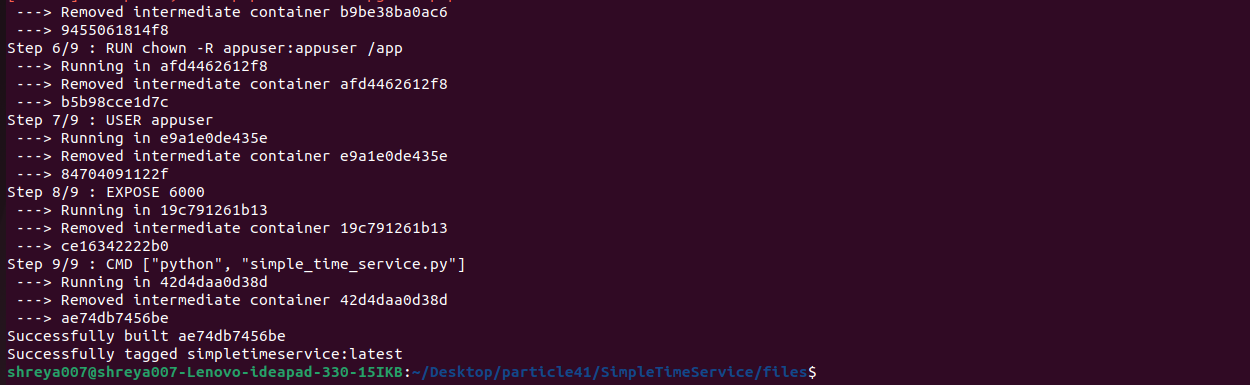 ---> Removed intermediate container b9be38ba0ac6
---> 9455061814f8
Step 6/9 : RUN chown -R appuser:appuser /app
---> Running in afd4462612f8
---> Removed intermediate container afd4462612f8
---> b5b98cce1d7c
Step 7/9 : USER appuser
---> Running in e9a1e0de435e
---> Removed intermediate container e9a1e0de435e
---> 84704091122f
Step 8/9 : EXPOSE 6000
---> Running in 19c791261b13
---> Removed intermediate container 19c791261b13
---> ce16342222b0
Step 9/9 : CMD ["python", "simple_time_service.py"]
---> Running in 42d4daa0d38d
---> Removed intermediate container 42d4daa0d38d
---> ae74db7456be
Successfully built ae74db7456be
Successfully tagged simpletimeservice:latest
shreya007@shreya007-Lenovo-ideapad-330-15IKB:~/Desktop/particle41/SimpleTimeService/files$